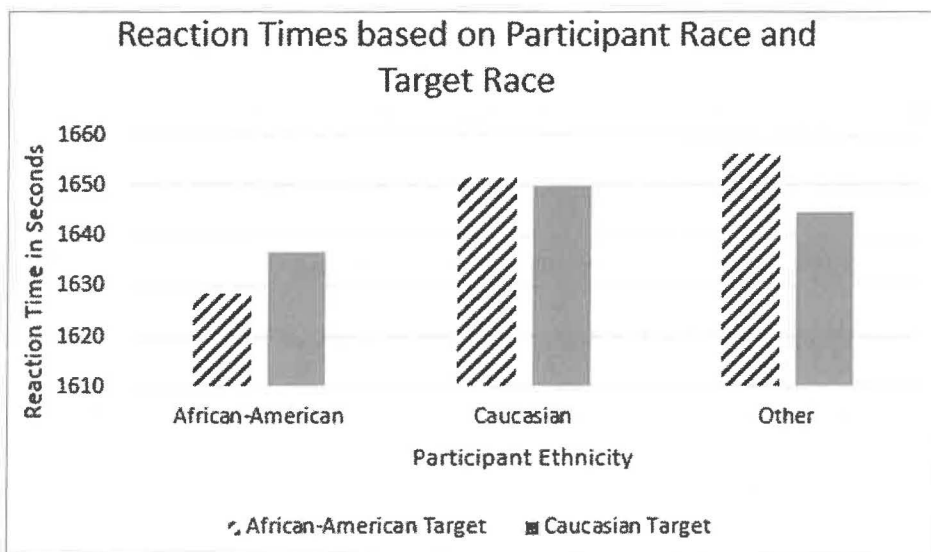 Reaction Times based on Participant Race and
Target Race
Reaction Time in Seconds
1660
1650
1640
1630
1620
1610
African-American
Caucasian
Other
Participant Ethnicity
African-American Target
Caucasian Target